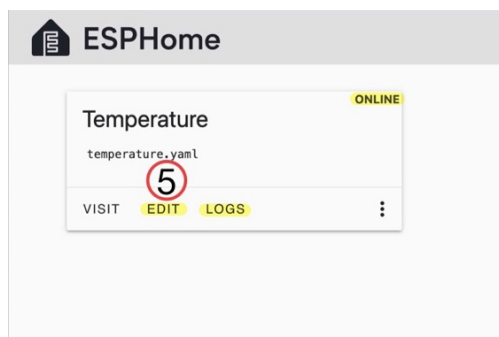 ESPHome
ONLINE
Temperature
temperature.yaml
5
VISIT EDIT LOGS